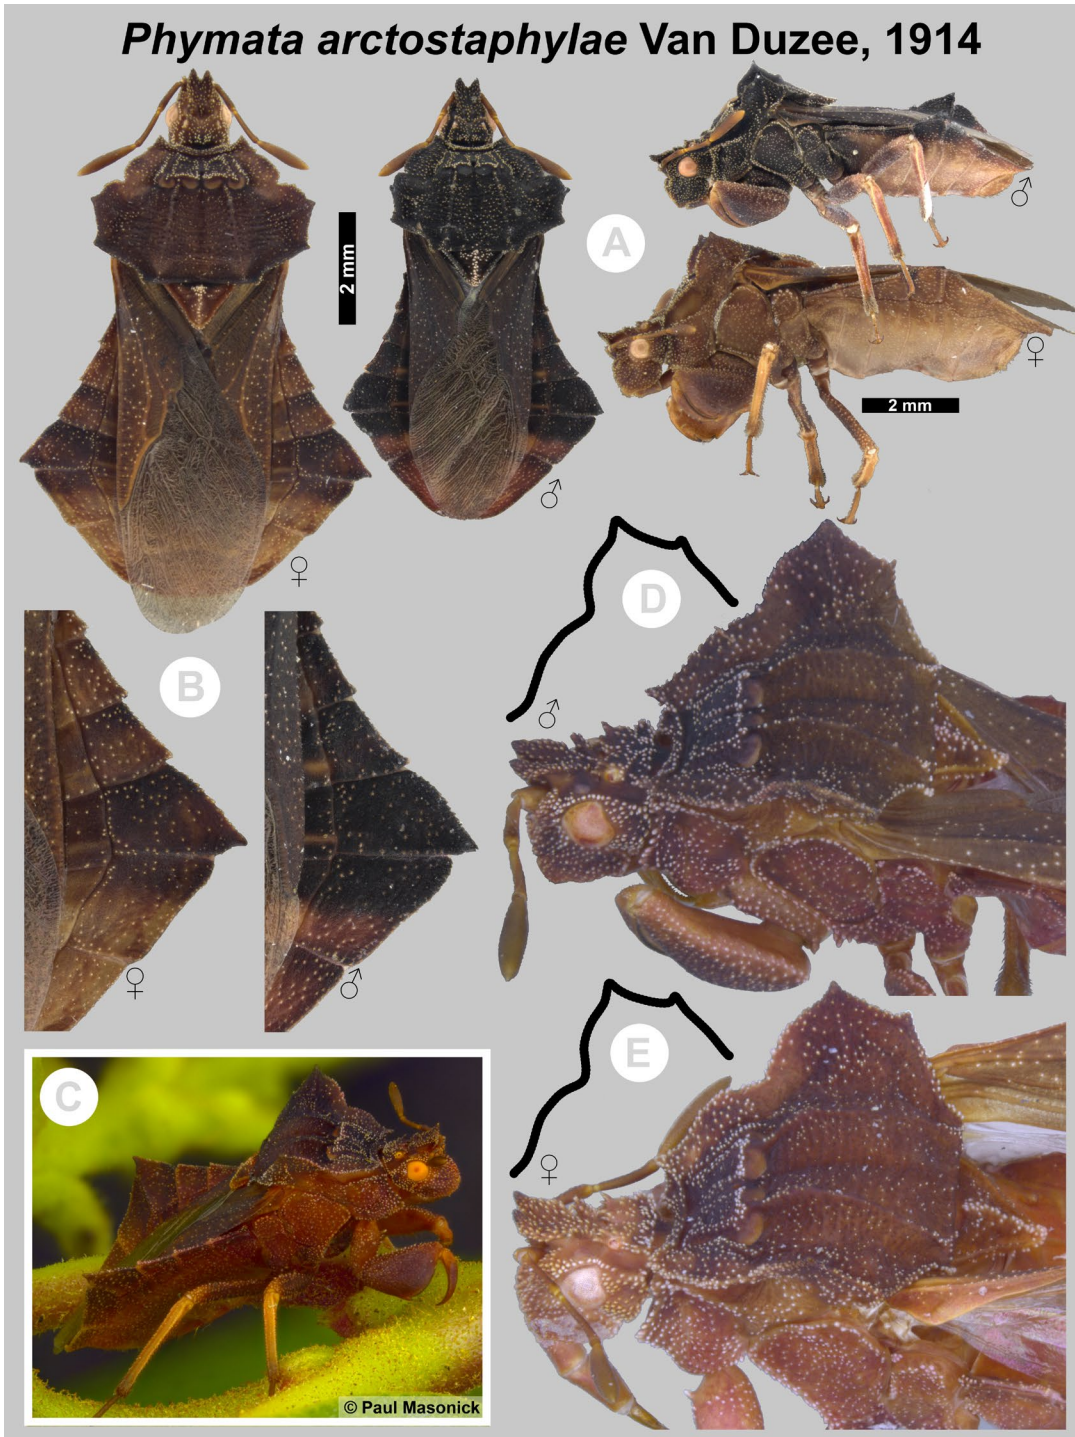 Phymata arctostaphylae Van Duzee, 1914
♂
A
2 mm
♀
2 mm
♂
♀
D
B
♂
♀
♂
E
C
♀
© Paul Masonick